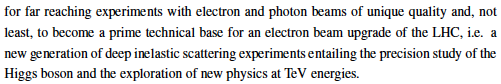 for far reaching experiments with electron and photon beams of unique quality and, not
least, to become a prime technical base for an electron beam upgrade of the LHC, i.e. a
new generation of deep inelastic scattering experiments entailing the precision study of the
Higgs boson and the exploration of new physics at TeV energies.